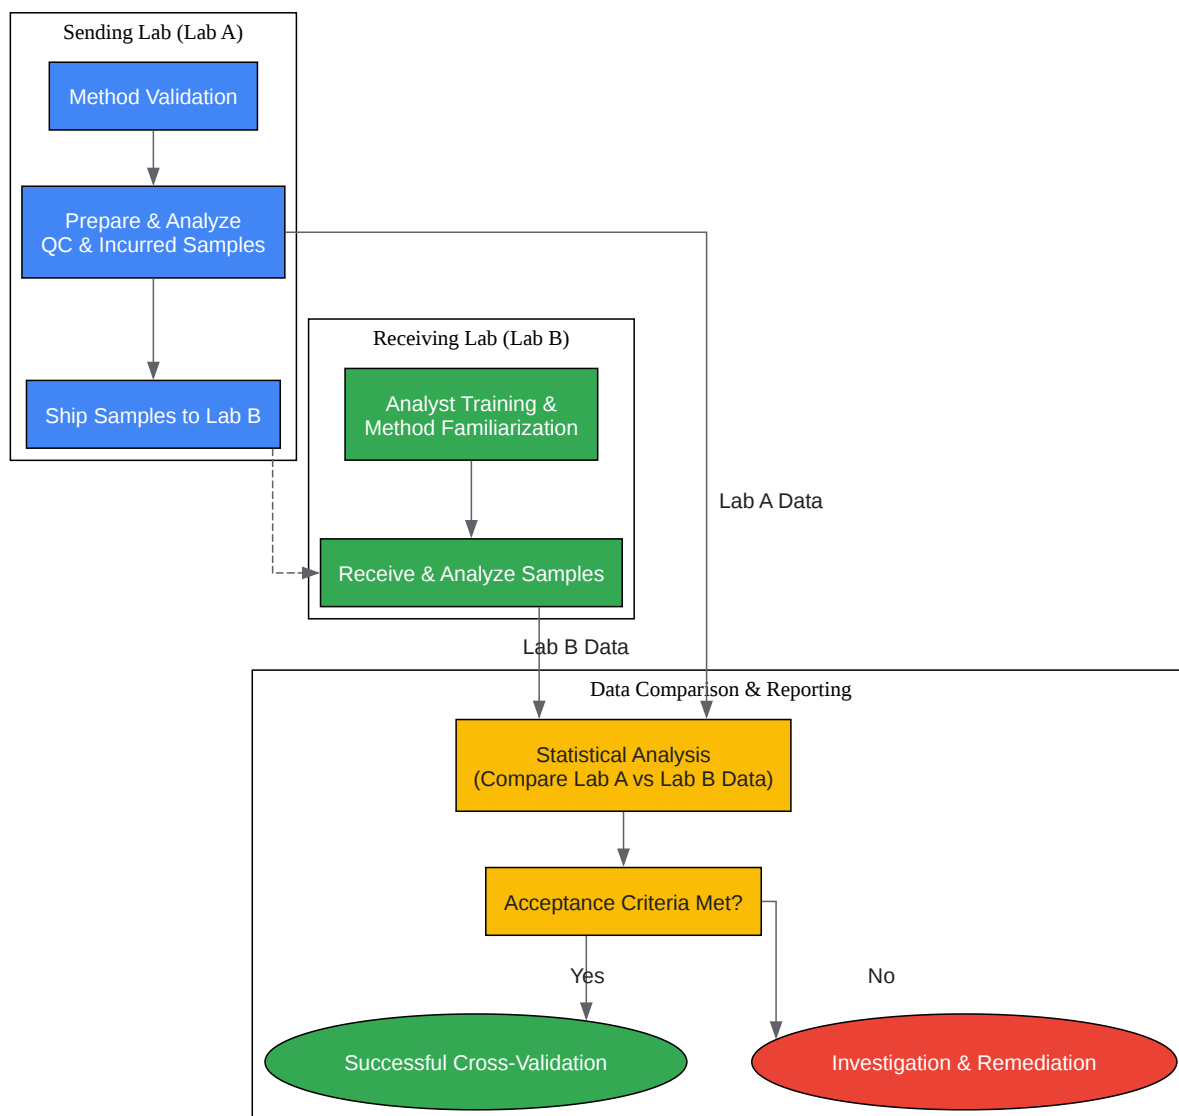 Sending Lab (Lab A)
Method Validation
Prepare & Analyze
QC & Incurred Samples
Ship Samples to Lab B
Receiving Lab (Lab B)
Analyst Training &
Method Familiarization
Receive & Analyze Samples
Lab A Data
Lab B Data
Data Comparison & Reporting
Statistical Analysis
(Compare Lab A vs Lab B Data)
Acceptance Criteria Met?
Yes
No
Successful Cross-Validation
Investigation & Remediation